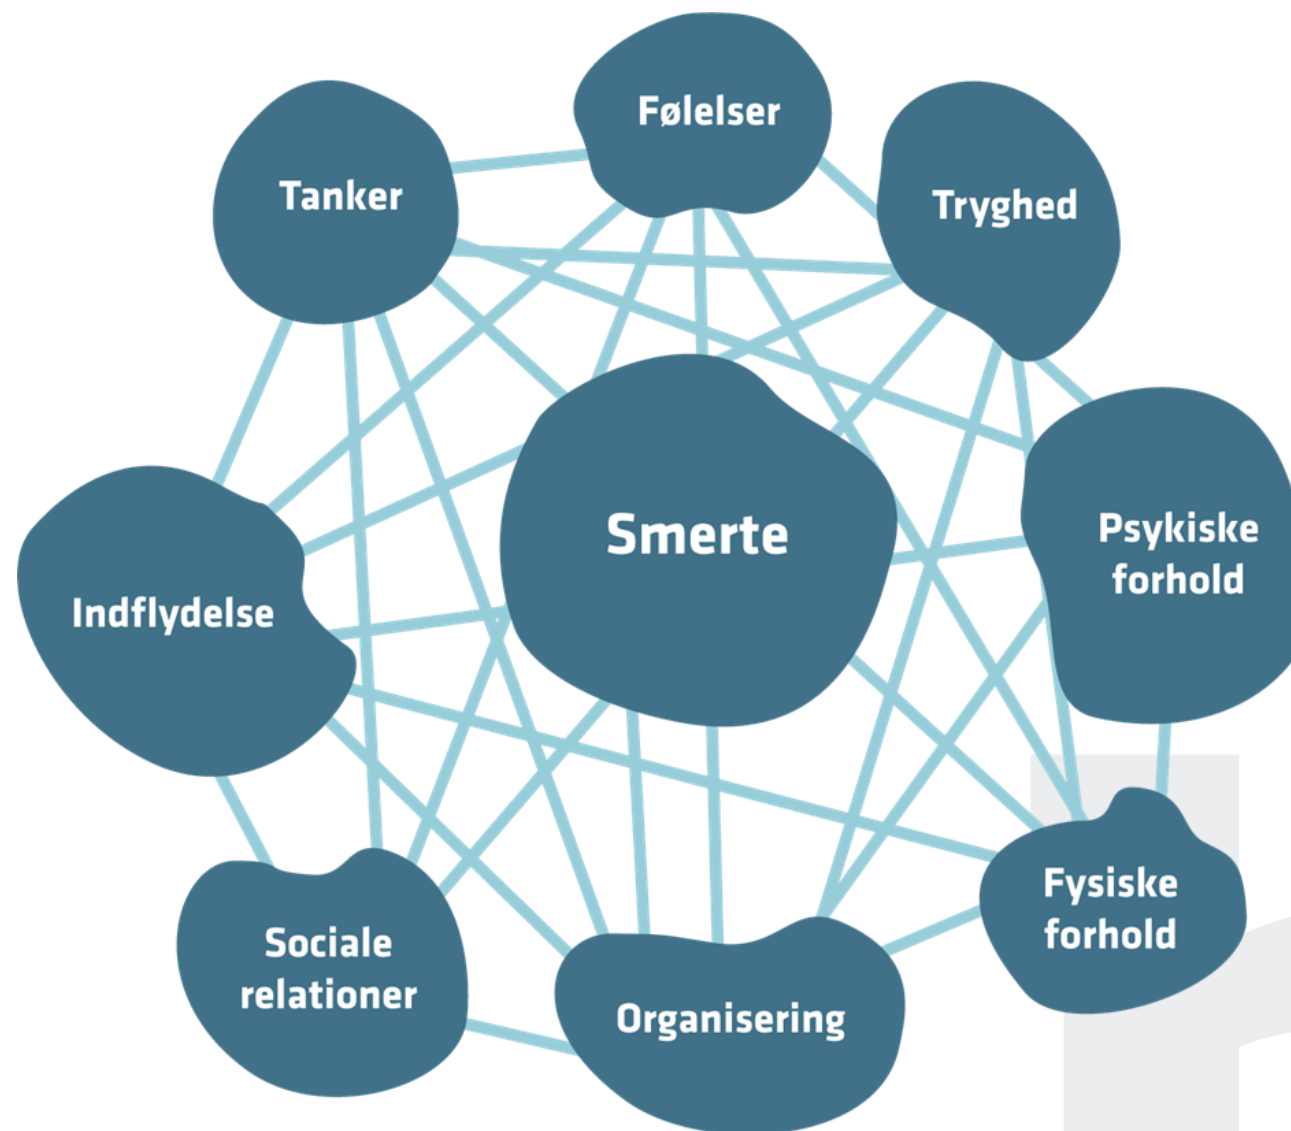 Følelser
Tanker
Tryghed
Smerte
Psykiske
forhold
Indflydelse
Fysiske
forhold
Sociale
relationer
Organisering